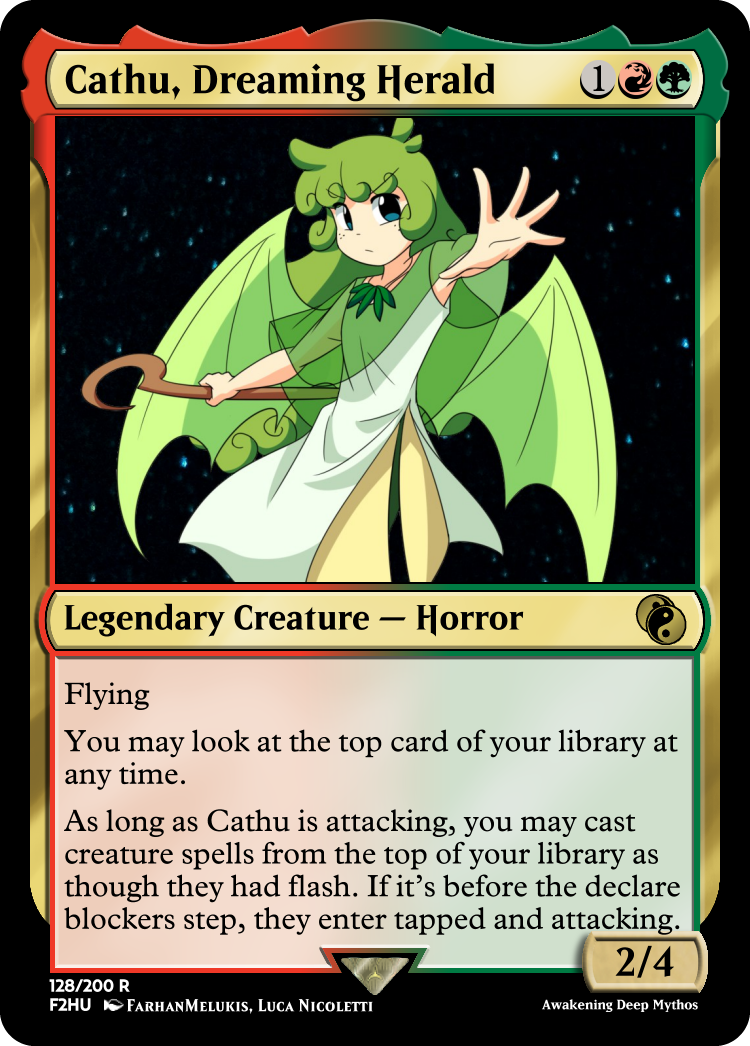 Cathu, Dreaming Herald 1
Legendary Creature — Horror
Flying
You may look at the top card of your library at
any time.
As long as Cathu is attacking, you may cast
creature spells from the top of your library as
though they had flash. If it's before the declare
blockers step, they enter tapped and attacking.
2/4
128/200 R
F2HU FarhanMelukis, Luca Nicoletti
Awakening Deep Mythos